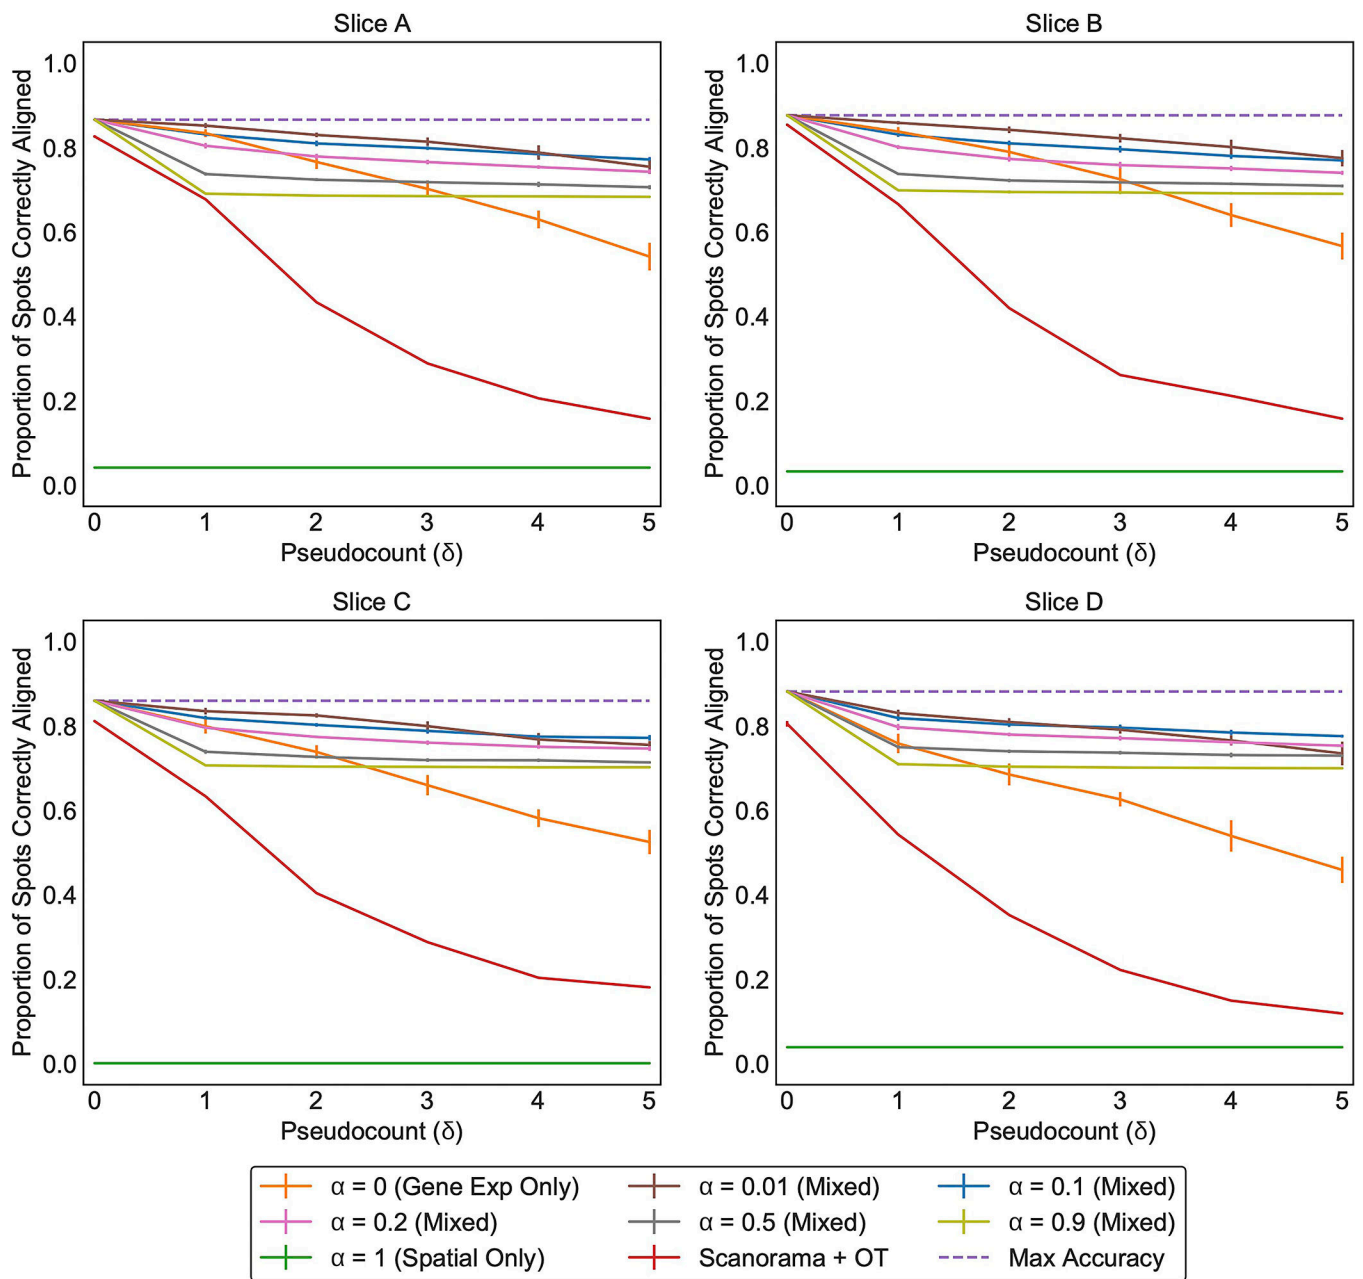 Slice A
Proportion of Spots Correctly Aligned
1.0
0.8
0.6
0.4
0.2
0.0
0 1 2 3 4 5
Pseudocount (δ)
Slice B
Proportion of Spots Correctly Aligned
1.0
0.8
0.6
0.4
0.2
0.0
0 1 2 3 4 5
Pseudocount (δ)
Slice C
Proportion of Spots Correctly Aligned
1.0
0.8
0.6
0.4
0.2
0.0
0 1 2 3 4 5
Pseudocount (δ)
Slice D
Proportion of Spots Correctly Aligned
1.0
0.8
0.6
0.4
0.2
0.0
0 1 2 3 4 5
Pseudocount (δ)
α = 0 (Gene Exp Only) α = 0.01 (Mixed) α = 0.1 (Mixed)
α = 0.2 (Mixed) α = 0.5 (Mixed) α = 0.9 (Mixed)
α = 1 (Spatial Only) Scanorama + OT Max Accuracy